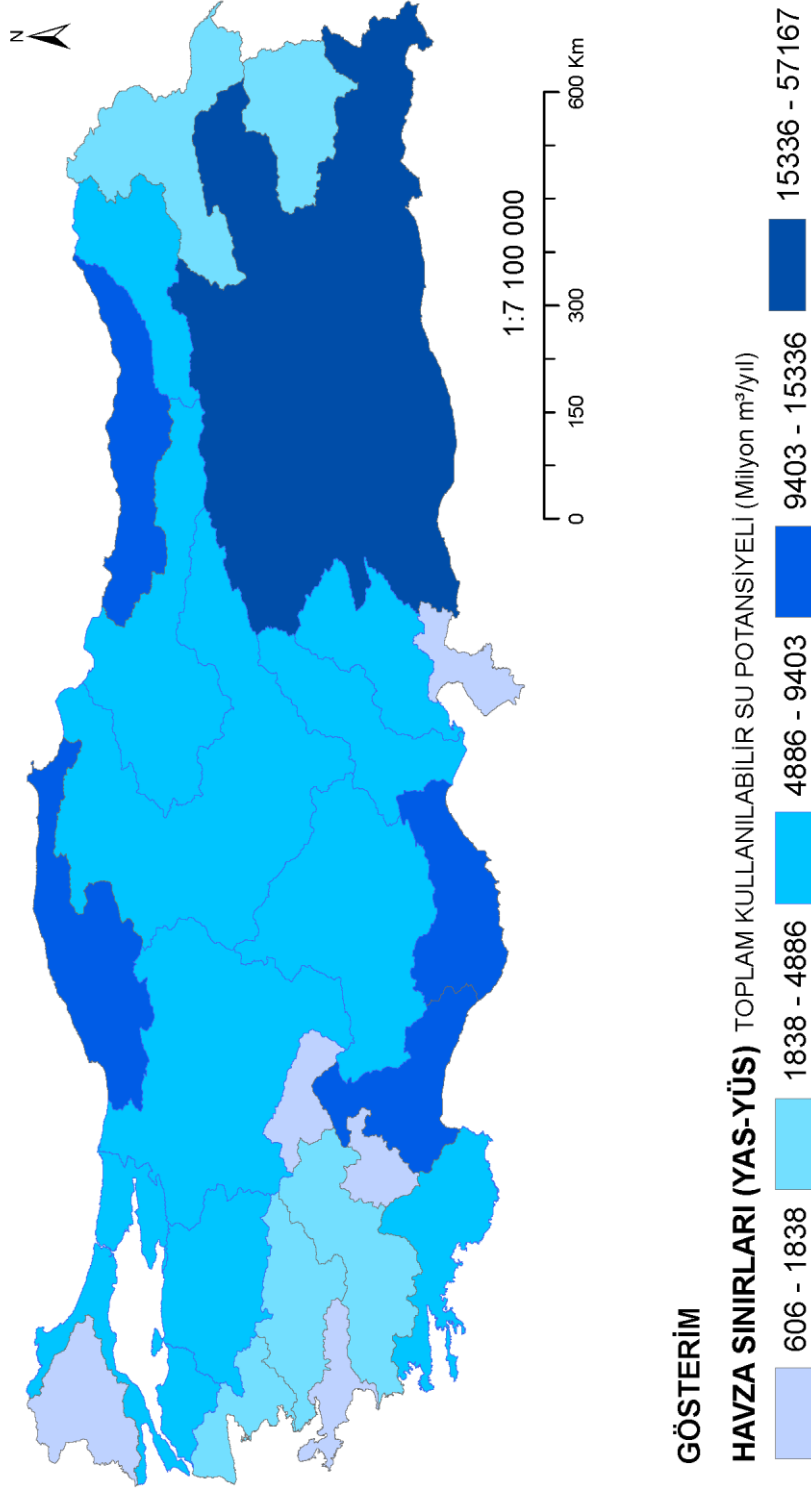 N
1:7 100 000
0 150 300 600 Km
GÖSTERİM
HAVZA SINIRLARI (YAS-YÜS) TOPLAM KULLANILABİLİR SU POTANSİYELİ (Milyon m³/yıl)
606 - 1838 1838 - 4886 4886 - 9403 9403 - 15336 15336 - 57167